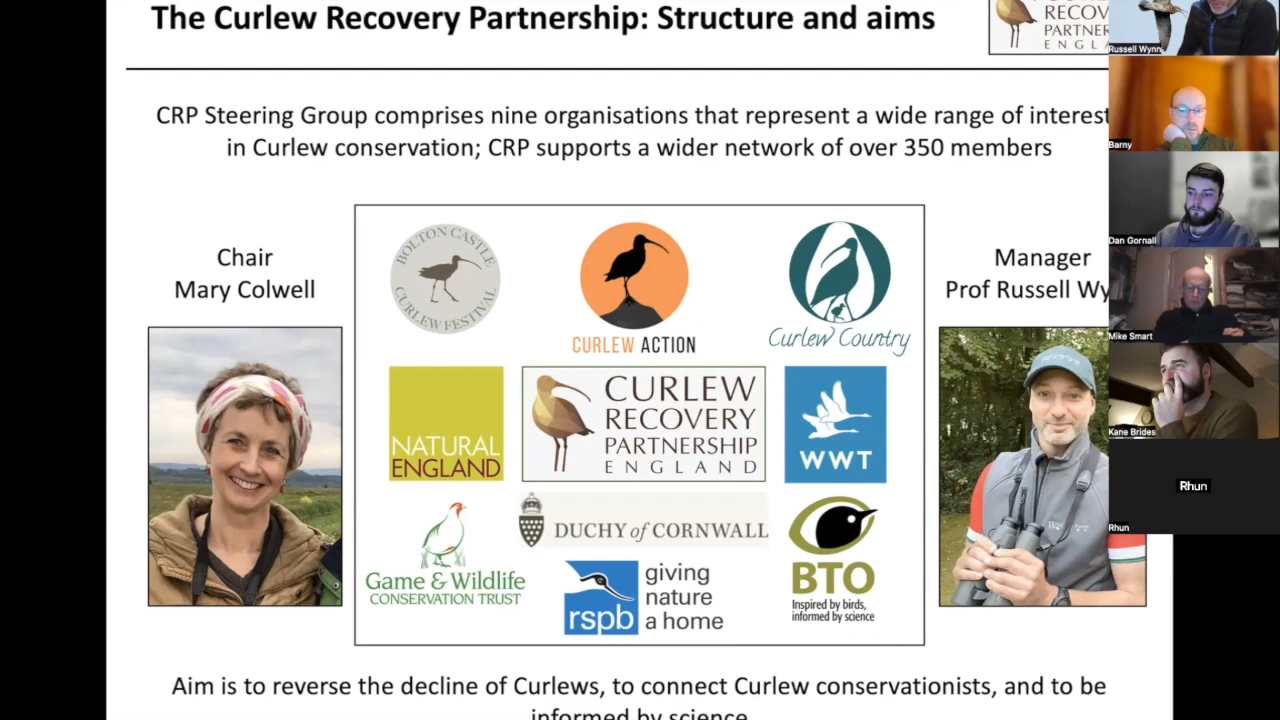 The Curlew Recovery Partnership: Structure and aims
RECOV
PARTNER
ENGLA
CRP Steering Group comprises nine organisations that represent a wide range of interest
in Curlew conservation; CRP supports a wider network of over 350 members
Chair
Mary Colwell
BOLTON CASTLE
CURLEW FESTIVAL
CURLEW ACTION
Curlew Country
Manager
Prof Russell Wy
NATURAL
ENGLAND
CURLEW
RECOVERY
PARTNERSHIP
ENGLAND
WWT
Game & Wildlife
CONSERVATION TRUST
DUCHY of CORNWALL
rspb
giving
nature
a home
BTO
Inspired by birds,
informed by science
Aim is to reverse the decline of Curlews, to connect Curlew conservationists, and to be
informed by science
Russell Wynn
Barny
Dan Gornall
Mike Smart
Kane Brides
Rhun
Rhun